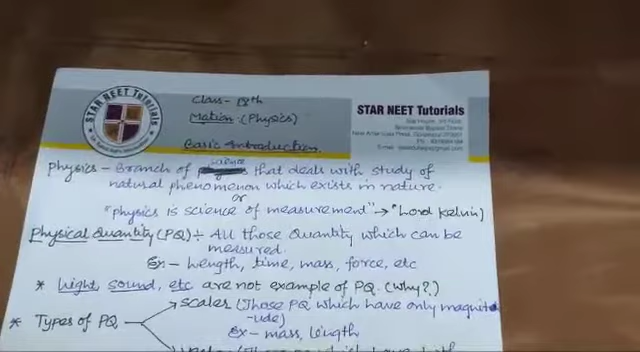 STAR NEET Tutorials
Class- 12th
Motion:(Physics)
Basic Introduction
STAR NEET Tutorials
Physics - Branch of science that deals with study of
natural phenomenon which exists in nature.
or
"physics is science of measurement" → "Lord Kelvin)
Physical Quantity (PQ) ÷ All those Quantity which can be
measured.
Ex - Length, time, mass, force, etc
* Light, sound, etc are not example of PQ. (Why?)
* Types of PQ
→ scaler (Those PQ which have only magnit
-ude)
Ex - mass, length